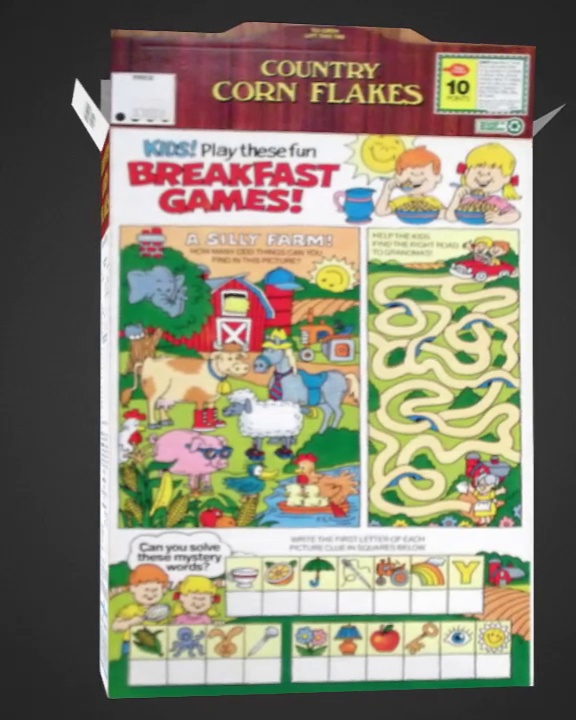 COUNTRY
CORN FLAKES
10
POINTS
KIDS! Play these fun
BREAKFAST
GAMES!
A SILLY FARM!
HOW MANY ODD THINGS CAN YOU
FIND IN THIS PICTURE?
HELP THE KIDS
FIND THE RIGHT ROAD
TO GRANDMA'S!
Can you solve
these mystery
words?
WRITE THE FIRST LETTER OF EACH
PICTURE CLUE IN SQUARES BELOW
Y